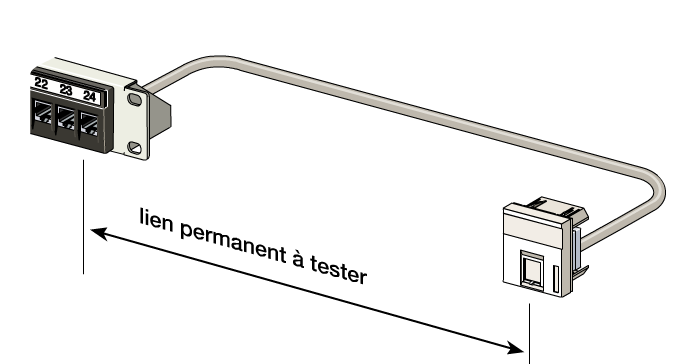 22 23 24
lien permanent à tester